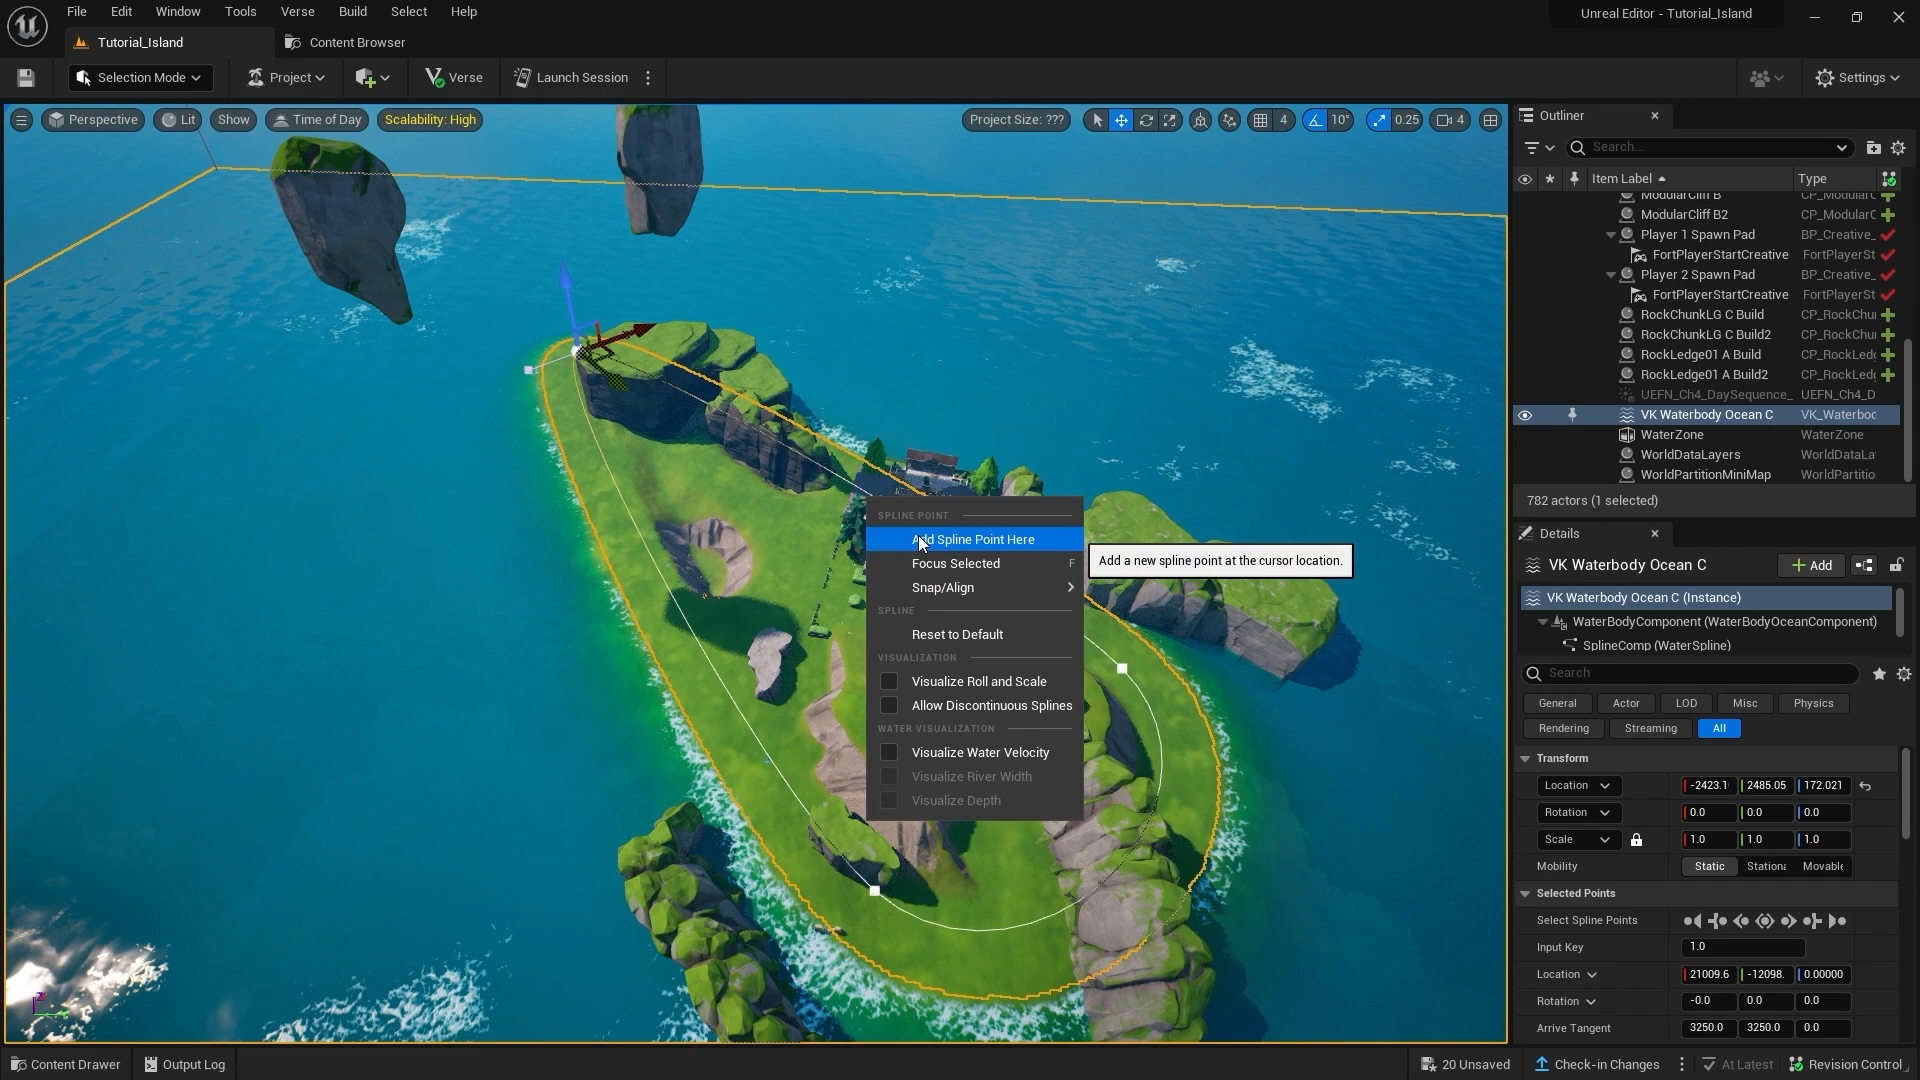 File Edit Window Tools Verse Build Select Help
Unreal Editor - Tutorial_Island
Tutorial_Island
Content Browser
Selection Mode
Project
Verse
Launch Session
Settings
Perspective
Lit
Show
Time of Day
Scalability: High
Project Size: ???
4
10°
0.25
4
Outliner
Search...
Item Label
Type
ModularCliff B CP_ModularC
ModularCliff B2 CP_ModularC
Player 1 Spawn Pad BP_Creative_
FortPlayerStartCreative FortPlayerSt
Player 2 Spawn Pad BP_Creative_
FortPlayerStartCreative FortPlayerSt
RockChunkLG C Build CP_RockChu
RockChunkLG C Build2 CP_RockChu
RockLedge01 A Build CP_RockLed
RockLedge01 A Build2 CP_RockLed
UEFN_Ch4_DaySequence_ UEFN_Ch4_D
VK Waterbody Ocean C VK_Waterboc
WaterZone WaterZone
WorldDataLayers WorldDataLa
WorldPartitionMiniMap WorldPartitio
782 actors (1 selected)
SPLINE POINT
Add Spline Point Here
Focus Selected F
Snap/Align
SPLINE
Reset to Default
VISUALIZATION
Visualize Roll and Scale
Allow Discontinuous Splines
WATER VISUALIZATION
Visualize Water Velocity
Visualize River Width
Visualize Depth
Add a new spline point at the cursor location.
Details
VK Waterbody Ocean C
Add
VK Waterbody Ocean C (Instance)
WaterBodyComponent (WaterBodyOceanComponent)
SplineComp (WaterSpline)
Search
General Actor LOD Misc Physics
Rendering Streaming All
Transform
Location -2423.1 2485.05 172.021
Rotation 0.0 0.0 0.0
Scale 1.0 1.0 1.0
Mobility Static Stationa Movable
Selected Points
Select Spline Points
Input Key 1.0
Location 21009.6 -12098. 0.00000
Rotation -0.0 0.0 0.0
Arrive Tangent 3250.0 3250.0 0.0
Content Drawer
Output Log
20 Unsaved
Check-in Changes
At Latest
Revision Control